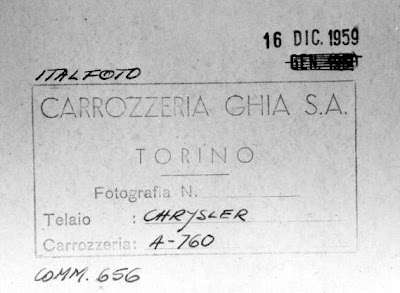 16 DIC. 1959
ITALFOTO
CARROZZERIA GHIA S.A.
TORINO
Fotografia N.
Telaio : CHRYSLER
Carrozzeria: A-760
COMM. 656